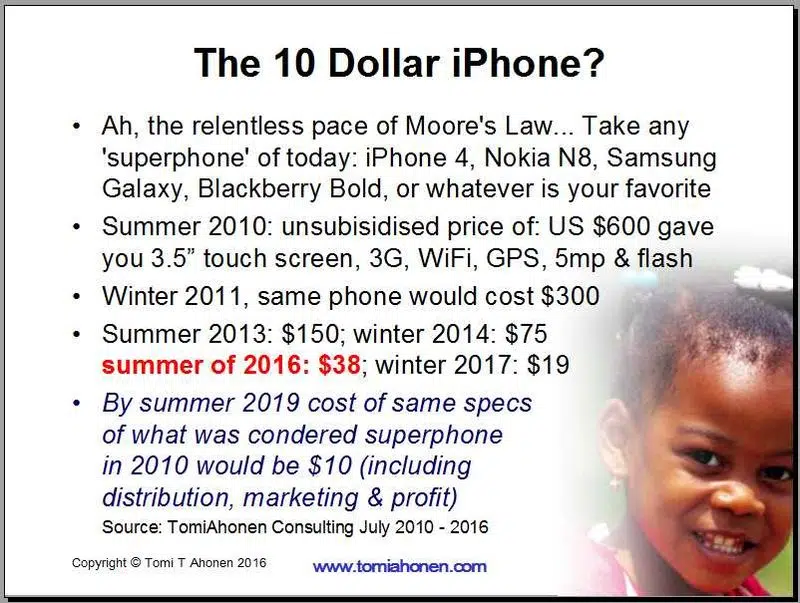 The 10 Dollar iPhone?
• Ah, the relentless pace of Moore's Law... Take any
'superphone' of today: iPhone 4, Nokia N8, Samsung
Galaxy, Blackberry Bold, or whatever is your favorite
• Summer 2010: unsubisidised price of: US $600 gave
you 3.5” touch screen, 3G, WiFi, GPS, 5mp & flash
• Winter 2011, same phone would cost $300
• Summer 2013: $150; winter 2014: $75
summer of 2016: $38; winter 2017: $19
• By summer 2019 cost of same specs
of what was condered superphone
in 2010 would be $10 (including
distribution, marketing & profit)
Source: TomiAhonen Consulting July 2010 - 2016
Copyright © Tomi T Ahonen 2016
www.tomiahonen.com